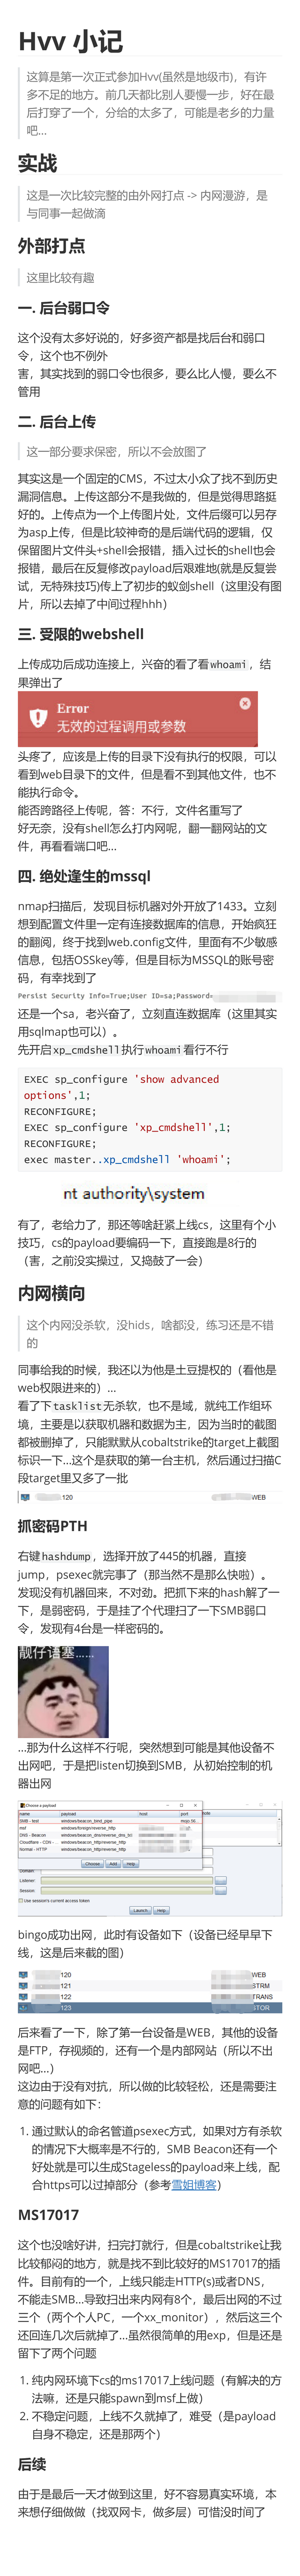 Hvv 小记
这算是第一次正式参加Hvv(虽然是地级市)，有许
多不足的地方。前几天都比别人要慢一步，好在最
后打穿了一个，分给的太多了，可能是老乡的力量
吧...
实战
这是一次比较完整的由外网打点 -> 内网漫游，是
与同事一起做滴
外部打点
这里比较有趣
一. 后台弱口令
这个没有太多好说的，好多资产都是找后台和弱口
令，这个也不例外
害，其实找到的弱口令也很多，要么比人慢，要么不
管用
二. 后台上传
这一部分要求保密，所以不会放图了
其实这是一个固定的CMS，不过太小众了找不到历史
漏洞信息。上传这部分不是我做的，但是觉得思路挺
好的。上传点为一个上传图片处，文件后缀可以另存
为asp上传，但是比较神奇的是后端代码的逻辑，仅
保留图片文件头+shell会报错，插入过长的shell也会
报错，最后在反复修改payload后艰难地(就是反复尝
试，无特殊技巧)传上了初步的蚁剑shell（这里没有图
片，所以去掉了中间过程hhh）
三. 受限的webshell
上传成功后成功连接上，兴奋的看了看whoami，结
果弹出了
Error
无效的过程调用或参数
头疼了，应该是上传的目录下没有执行的权限，可以
看到web目录下的文件，但是看不到其他文件，也不
能执行命令。
能否跨路径上传呢，答：不行，文件名重写了
好无奈，没有shell怎么打内网呢，翻一翻网站的文
件，再看看端口吧...
四. 绝处逢生的mssql
nmap扫描后，发现目标机器对外开放了1433。立刻
想到配置文件里一定有连接数据库的信息，开始疯狂
的翻阅，终于找到web.config文件，里面有不少敏感
信息，包括OSSkey等，但是目标为MSSQL的账号密
码，有幸找到了
Persist Security Info=True;User ID=sa;Password=
还是一个sa，老兴奋了，立刻直连数据库（这里其实
用sqlmap也可以）。
先开启xp_cmdshell执行whoami看行不行
EXEC sp_configure 'show advanced
options',1;
RECONFIGURE;
EXEC sp_configure 'xp_cmdshell',1;
RECONFIGURE;
exec master..xp_cmdshell 'whoami';
nt authority\system
有了，老给力了，那还等啥赶紧上线cs，这里有个小
技巧，cs的payload要编码一下，直接跑是8行的
（害，之前没实操过，又捣鼓了一会）
内网横向
这个内网没杀软，没hids，啥都没，练习还是不错
的
同事给我的时候，我还以为他是土豆提权的（看他是
web权限进来的）...
看了下tasklist无杀软，也不是域，就纯工作组环
境，主要是以获取机器和数据为主，因为当时的截图
都被删掉了，只能默默从cobaltstrike的target上截图
标识一下...这个是获取的第一台主机，然后通过扫描C
段target里又多了一批
120 WEB
抓密码PTH
右键hashdump，选择开放了445的机器，直接
jump，psexec就完事了（那当然不是那么快啦）。
发现没有机器回来，不对劲。把抓下来的hash解了一
下，是弱密码，于是挂了个代理扫了一下SMB弱口
令，发现有4台是一样密码的。
靓仔语塞......
...那为什么这样不行呢，突然想到可能是其他设备不
出网吧，于是把listen切换到SMB，从初始控制的机
器出网
Choose a payload
name payload host port
SMB - test windows/beacon_bind_pipe
Choose Add Help
Domain:
Listener:
Session:
Use session's current access token
Launch Help
bingo成功出网，此时有设备如下（设备已经早早下
线，这是后来截的图）
120 WEB
121 STRM
122 TRANS
123 STOR
后来看了一下，除了第一台设备是WEB，其他的设备
是FTP，存视频的，还有一个是内部网站（所以不出
网吧...）
这边由于没有对抗，所以做的比较轻松，还是需要注
意的问题有如下：
1. 通过默认的命名管道psexec方式，如果对方有杀软
的情况下大概率是不行的，SMB Beacon还有一个
好处就是可以生成Stageless的payload来上线，配
合https可以过掉部分（参考雪姐博客）
MS17017
这个也没啥好讲，扫完打就行，但是cobaltstrike让我
比较郁闷的地方，就是找不到比较好的MS17017的插
件。目前有的一个，上线只能走HTTP(s)或者DNS，
不能走SMB...导致扫出来内网有8个，最后出网的不过
三个（两个个人PC，一个xx_monitor），然后这三个
还回连几次后就掉了...虽然很简单的用exp，但是还是
留下了两个问题
1. 纯内网环境下cs的ms17017上线问题（有解决的方
法嘛，还是只能spawn到msf上做）
2. 不稳定问题，上线不久就掉了，难受（是payload
自身不稳定，还是那两个）
后续
由于是最后一天才做到这里，好不容易真实环境，本
来想仔细做做（找双网卡，做多层）可惜没时间了